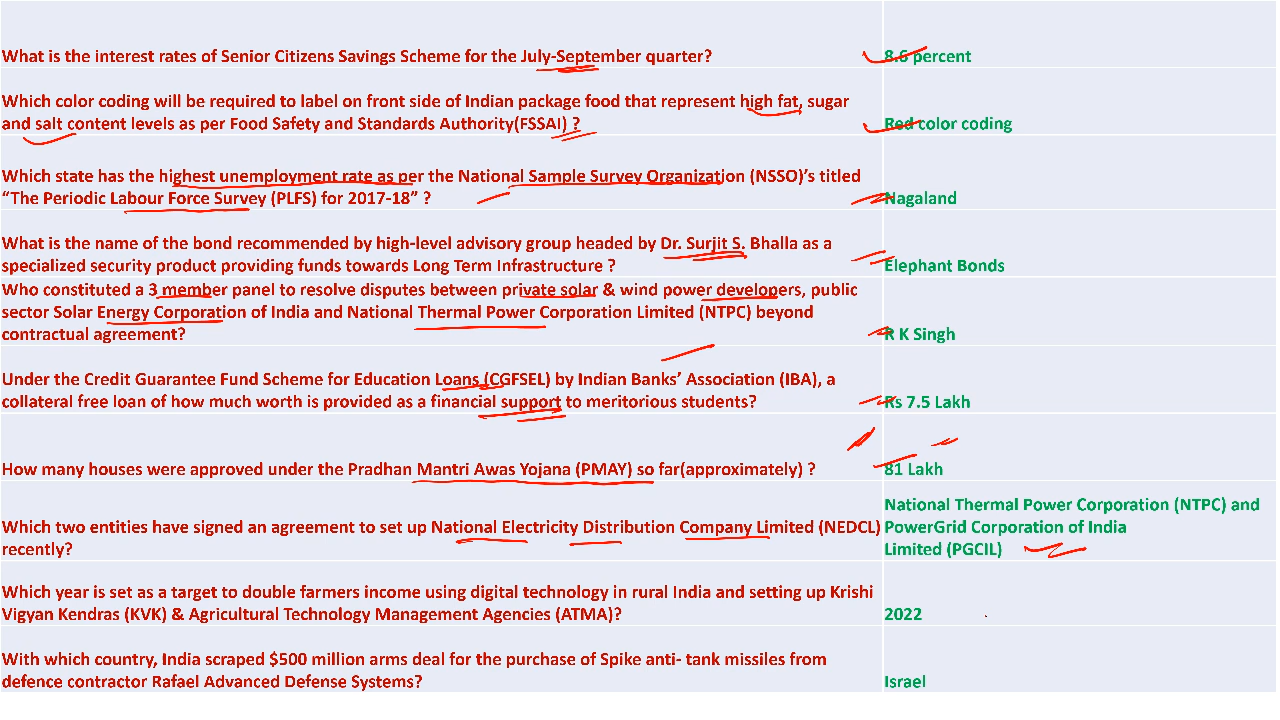 What is the interest rates of Senior Citizens Savings Scheme for the July-September quarter?
8.6 percent
Which color coding will be required to label on front side of Indian package food that represent high fat, sugar
and salt content levels as per Food Safety and Standards Authority(FSSAI) ?
Red color coding
Which state has the highest unemployment rate as per the National Sample Survey Organization (NSSO)'s titled
“The Periodic Labour Force Survey (PLFS) for 2017-18” ?
Nagaland
What is the name of the bond recommended by high-level advisory group headed by Dr. Surjit S. Bhalla as a
specialized security product providing funds towards Long Term Infrastructure ?
Elephant Bonds
Who constituted a 3 member panel to resolve disputes between private solar & wind power developers, public
sector Solar Energy Corporation of India and National Thermal Power Corporation Limited (NTPC) beyond
contractual agreement?
R K Singh
Under the Credit Guarantee Fund Scheme for Education Loans (CGFSEL) by Indian Banks' Association (IBA), a
collateral free loan of how much worth is provided as a financial support to meritorious students?
Rs 7.5 Lakh
How many houses were approved under the Pradhan Mantri Awas Yojana (PMAY) so far(approximately) ?
81 Lakh
Which two entities have signed an agreement to set up National Electricity Distribution Company Limited (NEDCL)
recently?
National Thermal Power Corporation (NTPC) and
PowerGrid Corporation of India
Limited (PGCIL)
Which year is set as a target to double farmers income using digital technology in rural India and setting up Krishi
Vigyan Kendras (KVK) & Agricultural Technology Management Agencies (ATMA)?
2022
With which country, India scraped $500 million arms deal for the purchase of Spike anti- tank missiles from
defence contractor Rafael Advanced Defense Systems?
Israel